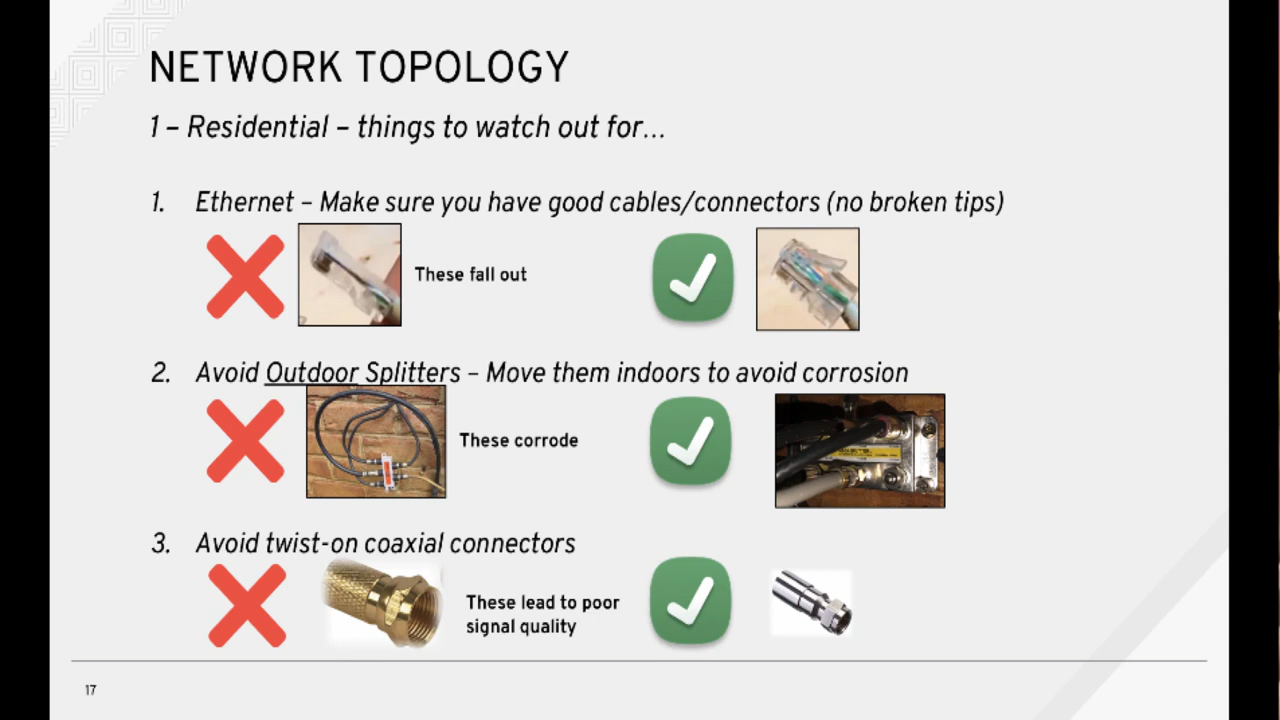 NETWORK TOPOLOGY
1 – Residential – things to watch out for...
1. Ethernet – Make sure you have good cables/connectors (no broken tips)
These fall out
2. Avoid Outdoor Splitters – Move them indoors to avoid corrosion
These corrode
3. Avoid twist-on coaxial connectors
These lead to poor
signal quality
17